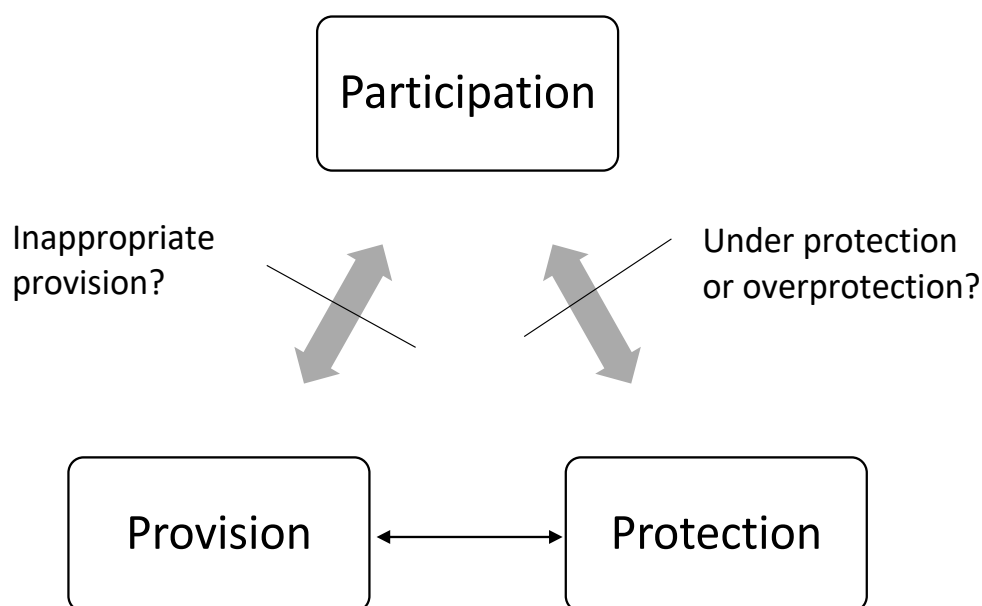 Participation
Inappropriate
provision?
Under protection
or overprotection?
Provision
Protection